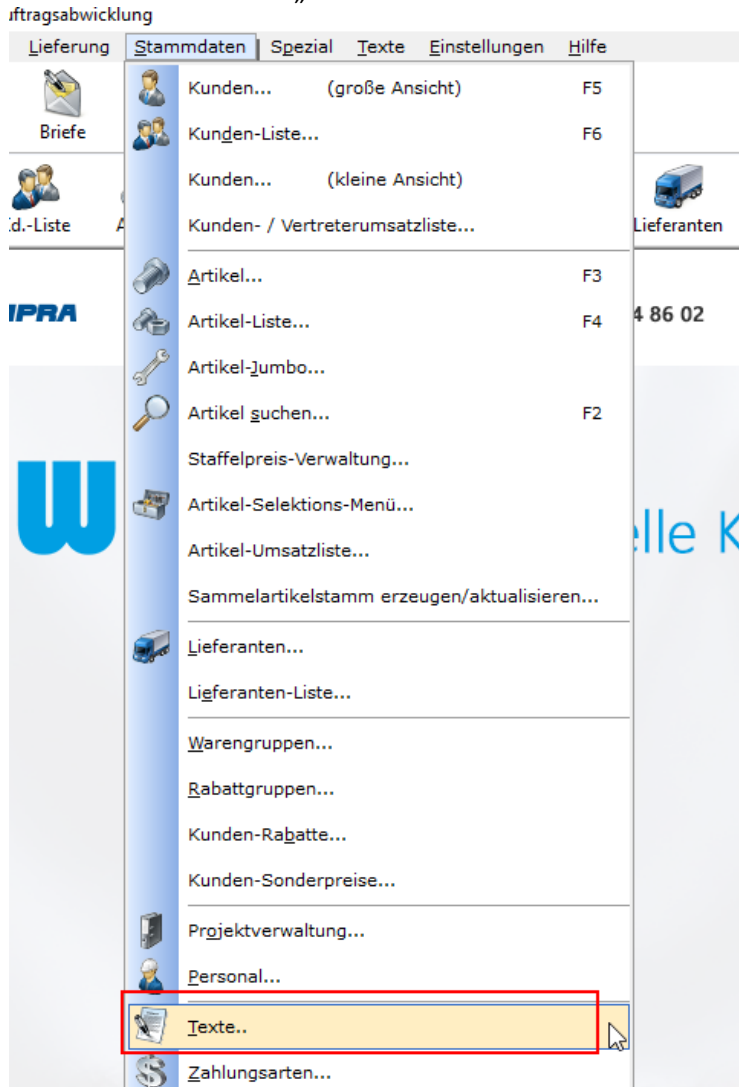 „
uftragsabwicklung
Lieferung Stammdaten Spezial Texte Einstellungen Hilfe
Kunden... (große Ansicht) F5
Briefe
Kunden-Liste... F6
Kunden... (kleine Ansicht)
d.-Liste A Kunden- / Vertreterumsatzliste... Lieferanten
Artikel... F3
IPRA Artikel-Liste... F4 4 86 02
Artikel-Jumbo...
Artikel suchen... F2
Staffelpreis-Verwaltung...
W Artikel-Selektions-Menü...
elle K
Artikel-Umsatzliste...
Sammelartikelstamm erzeugen/aktualisieren...
Lieferanten...
Lieferanten-Liste...
Warengruppen...
Rabattgruppen...
Kunden-Rabatte...
Kunden-Sonderpreise...
Projektverwaltung...
Personal...
Texte..
Zahlungsarten...